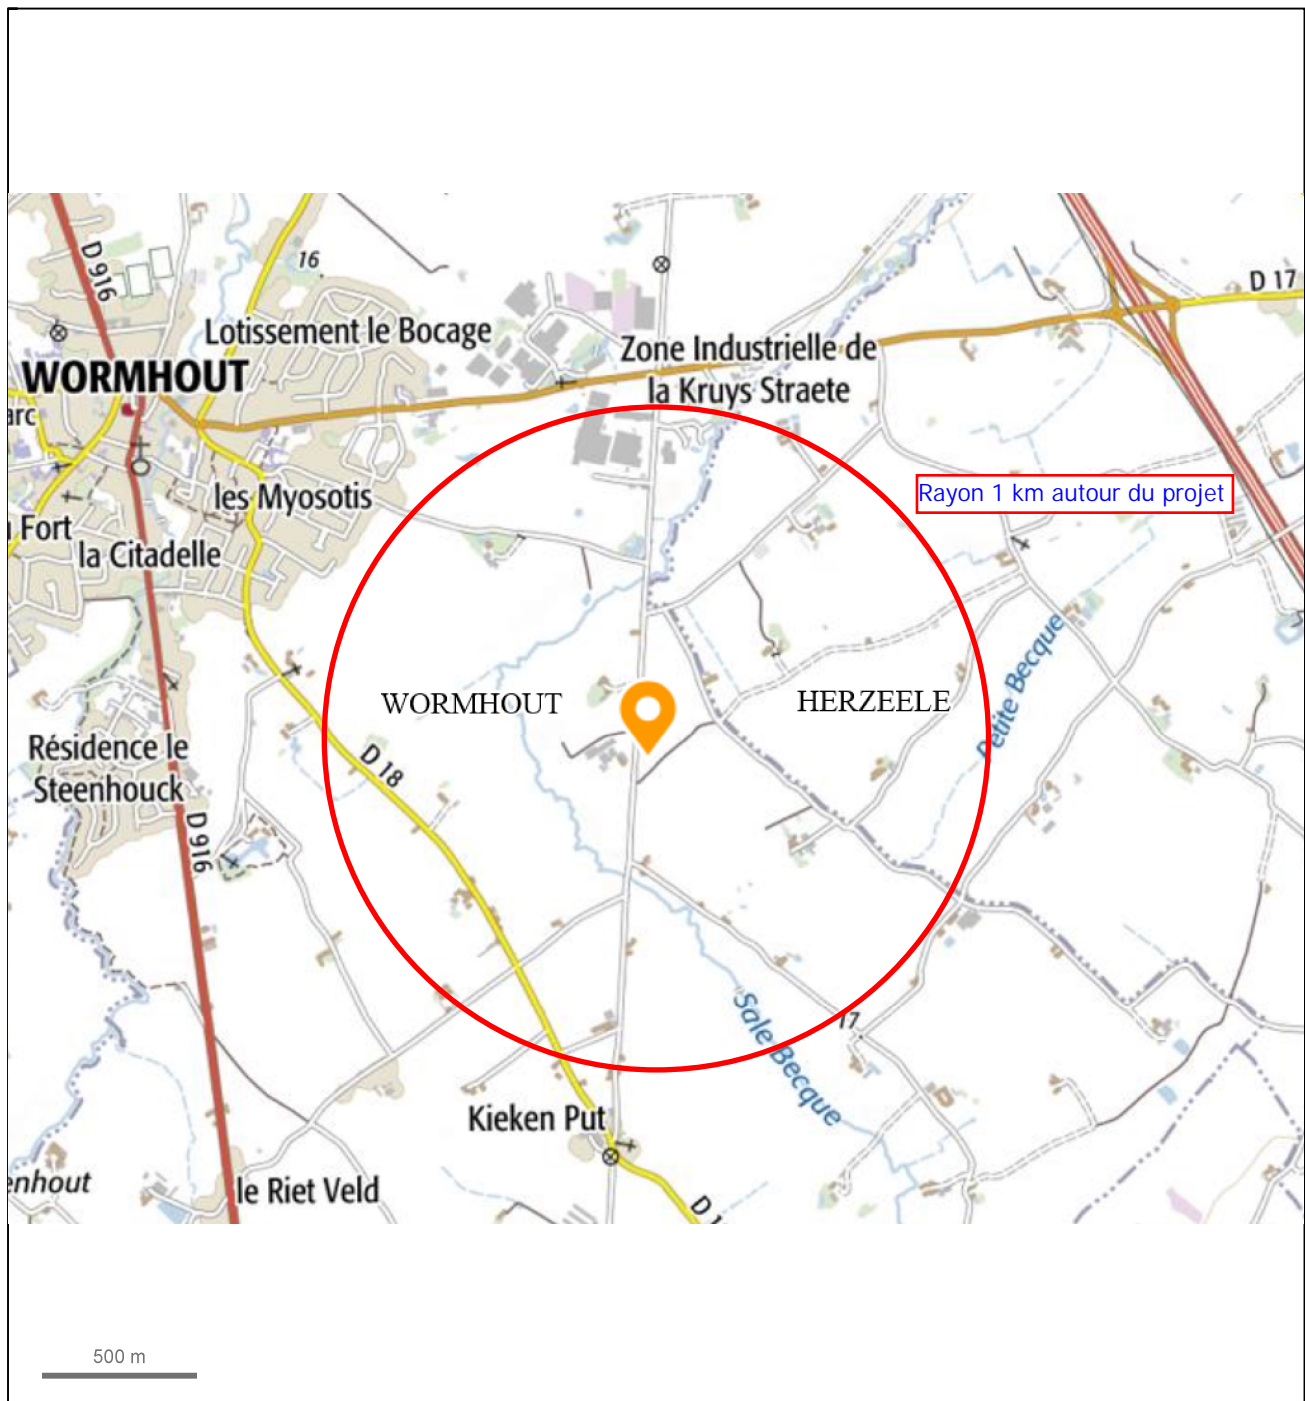 D 916
16
D 17
Lotissement le Bocage
Zone Industrielle de
la Kruys Straete
WORMHOUT
arc
Rayon 1 km autour du projet
les Myosotis
Fort
la Citadelle
WORMHOUT
HERZEELE
Petite Becque
Résidence le
Steenhouck
D 18
D 916
Sale Becque
17
Kieken Put
enhout
le Riet Veld
D 1
500 m